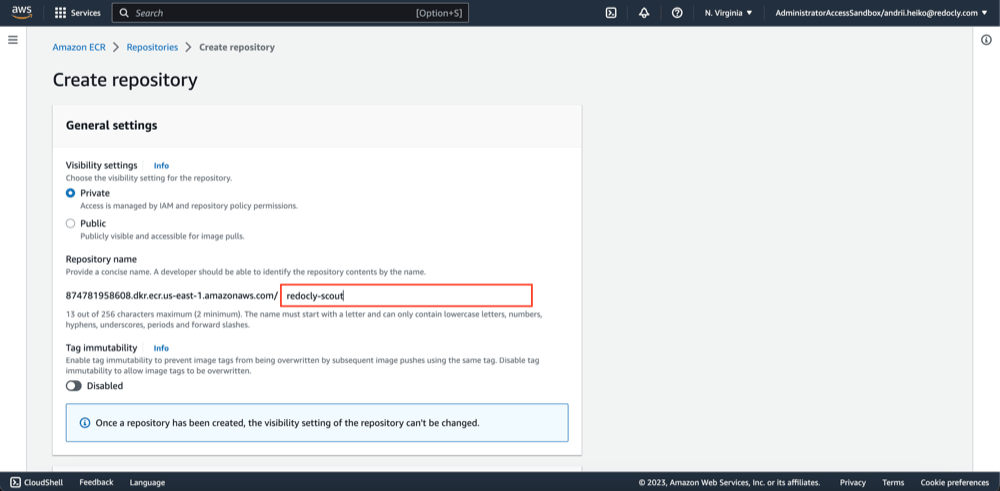 aws Services Search [Option+S] N. Virginia AdministratorAccessSandbox/andrii.heiko@redocly.com
Amazon ECR Repositories Create repository
Create repository
General settings
Visibility settings Info
Choose the visibility setting for the repository.
Private
Access is managed by IAM and repository policy permissions.
Public
Publicly visible and accessible for image pulls.
Repository name
Provide a concise name. A developer should be able to identify the repository contents by the name.
874781958608.dkr.ecr.us-east-1.amazonaws.com/ redocly-scout
13 out of 256 characters maximum (2 minimum). The name must start with a letter and can only contain lowercase letters, numbers,
hyphens, underscores, periods and forward slashes.
Tag immutability Info
Enable tag immutability to prevent image tags from being overwritten by subsequent image pushes using the same tag. Disable tag
immutability to allow image tags to be overwritten.
Disabled
Once a repository has been created, the visibility setting of the repository can't be changed.
CloudShell Feedback Language © 2023, Amazon Web Services, Inc. or its affiliates. Privacy Terms Cookie preferences